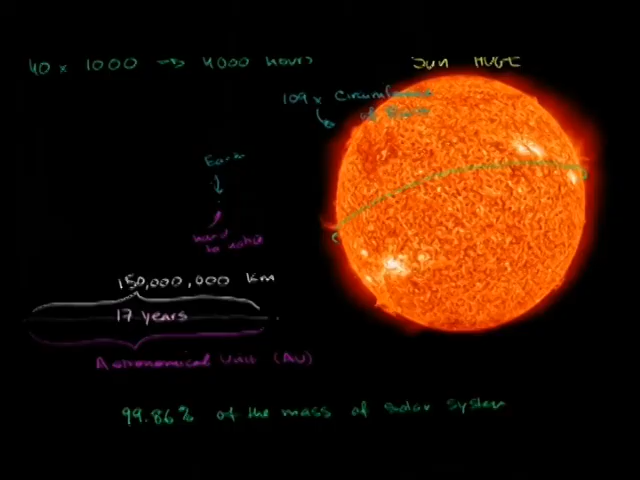 40 x 1000 → 4000 hours
Sun HUGE
109 x Circumference
of Earth
Earth
hard
to notice
150,000,000 km
17 years
Astronomical Unit (AU)
99.86% of the mass of solar system